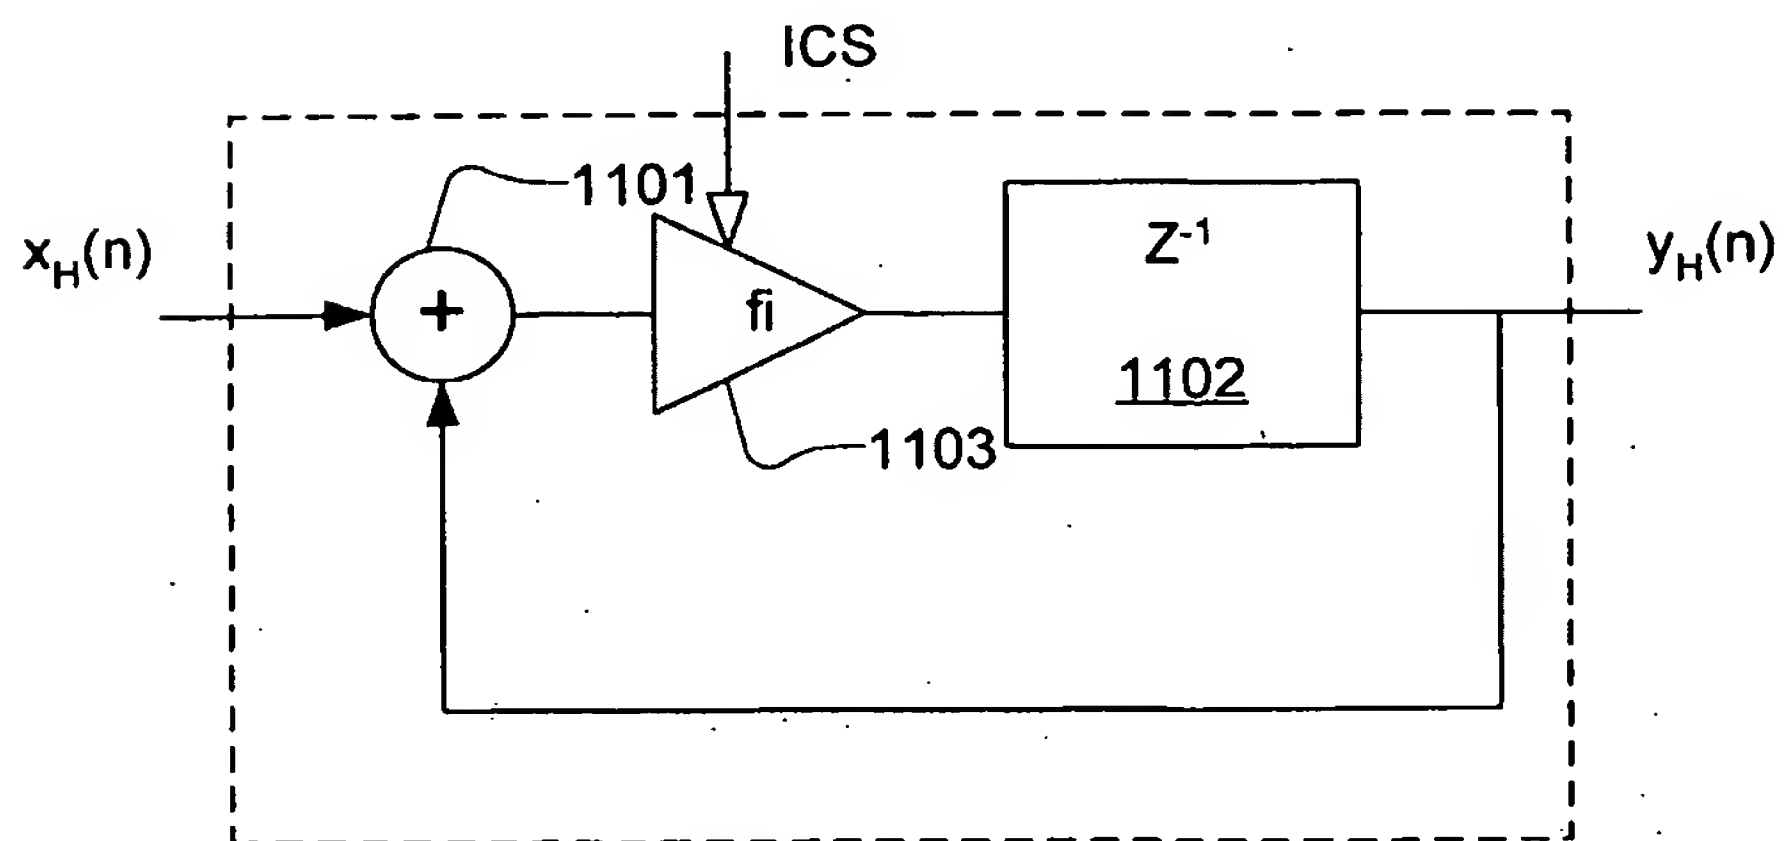 ICS
1101
x_H(n)
Z⁻¹
y_H(n)
+
fi
1102
1103